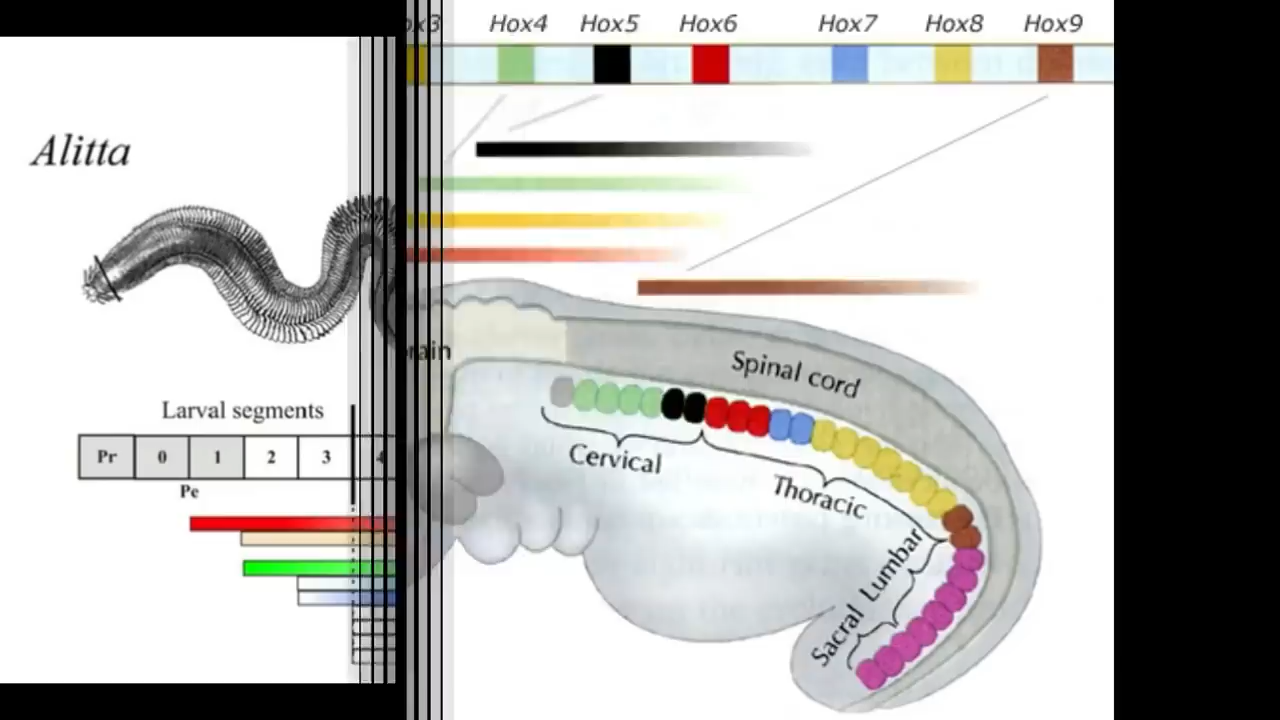 Hox4 Hox5 Hox6 Hox7 Hox8 Hox9
Alitta
Spinal cord
Cervical
Thoracic
Lumbar
Sacral
Larval segments
Pr 0 1 2 3 4
Pe